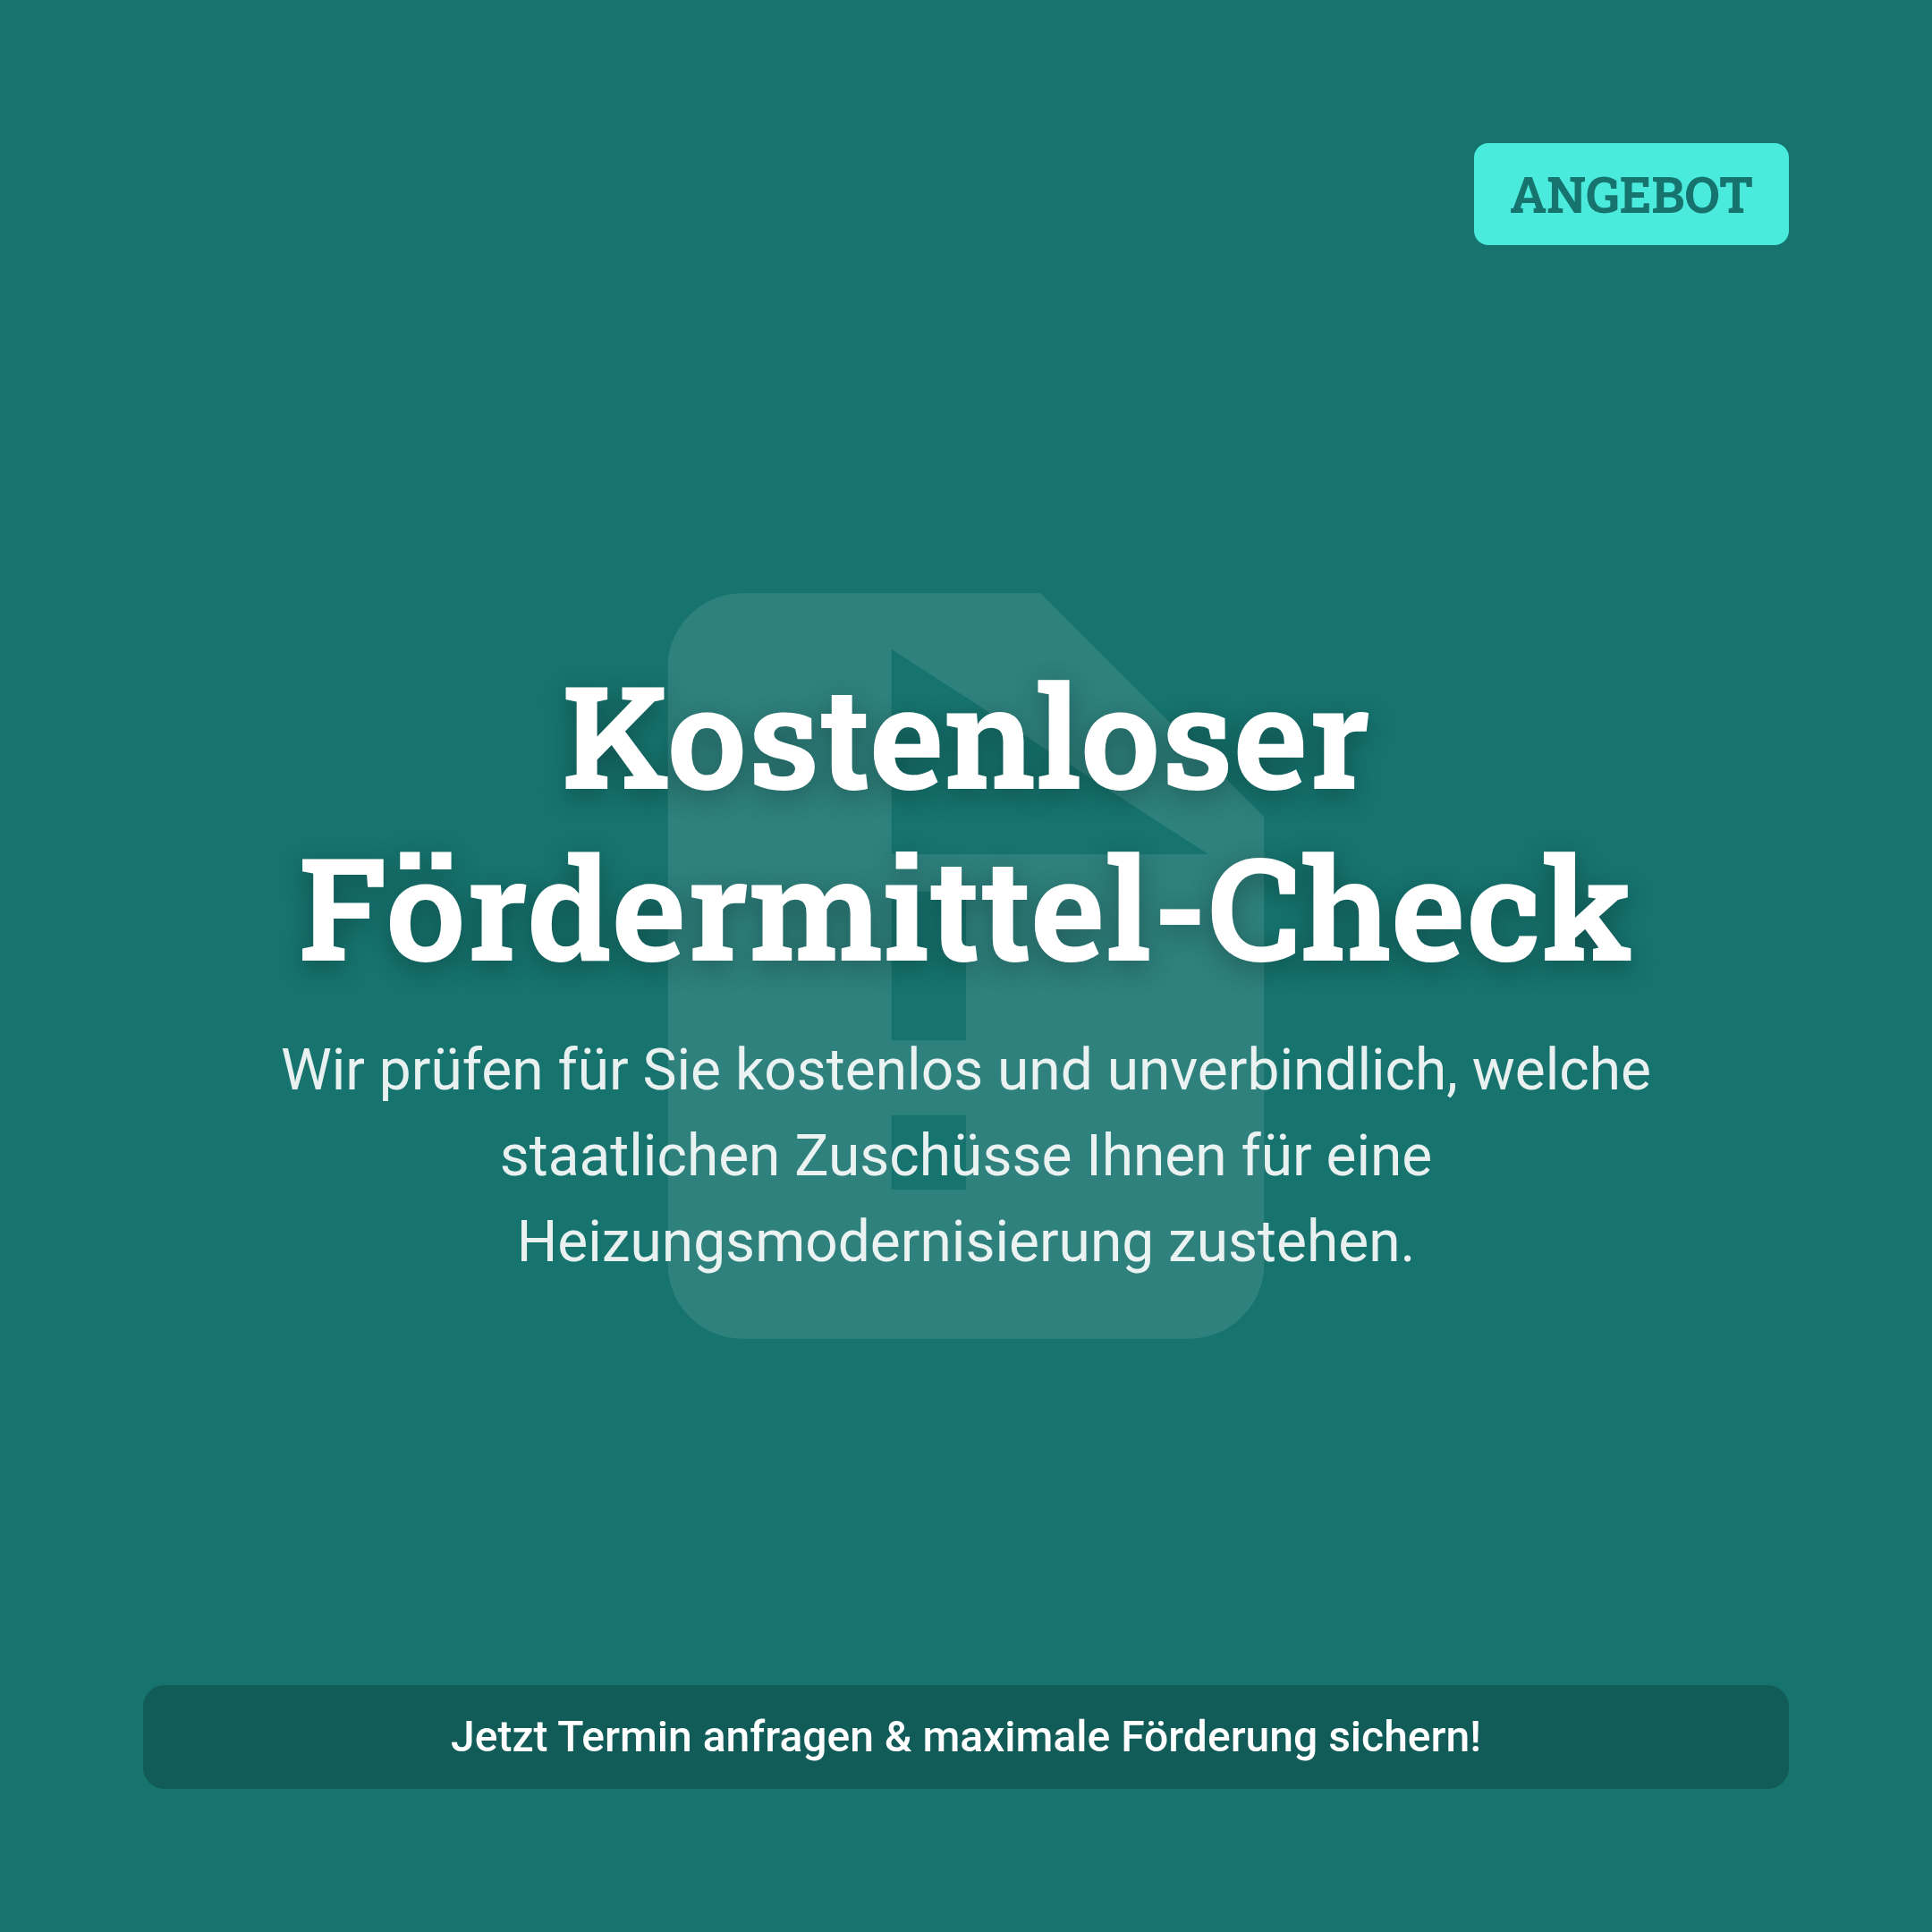 ANGEBOT
Kostenloser
Fördermittel-Check
Wir prüfen für Sie kostenlos und unverbindlich, welche
staatlichen Zuschüsse Ihnen für eine
Heizungsmodernisierung zustehen.
Jetzt Termin anfragen & maximale Förderung sichern!